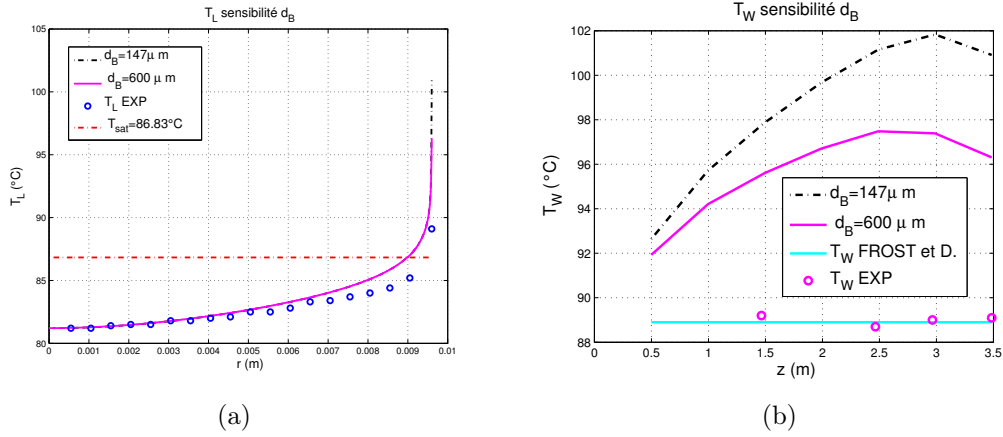 T_L sensibilité d_B
105
100
95
90
85
80
T_L (°C)
d_B=147μ m
d_B=600 μ m
T_L EXP
T_sat=86.83°C
0
0.001
0.002
0.003
0.004
0.005
0.006
0.007
0.008
0.009
0.01
r (m)
(a)
T_W sensibilité d_B
102
100
98
96
94
92
90
88
T_W (°C)
d_B=147μ m
d_B=600 μ m
T_W FROST et D.
T_W EXP
0
0.5
1
1.5
2
2.5
3
3.5
z (m)
(b)